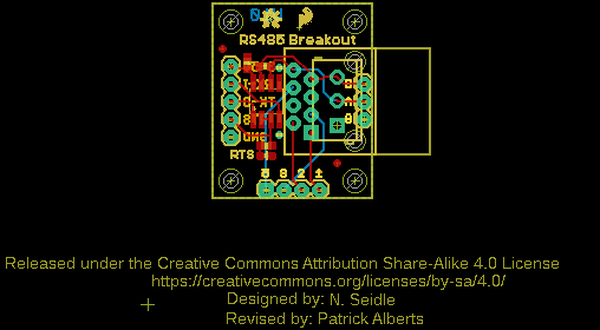 RS485 Breakout
RTS
Released under the Creative Commons Attribution Share-Alike 4.0 License
https://creativecommons.org/licenses/by-sa/4.0/
Designed by: N. Seidle
Revised by: Patrick Alberts